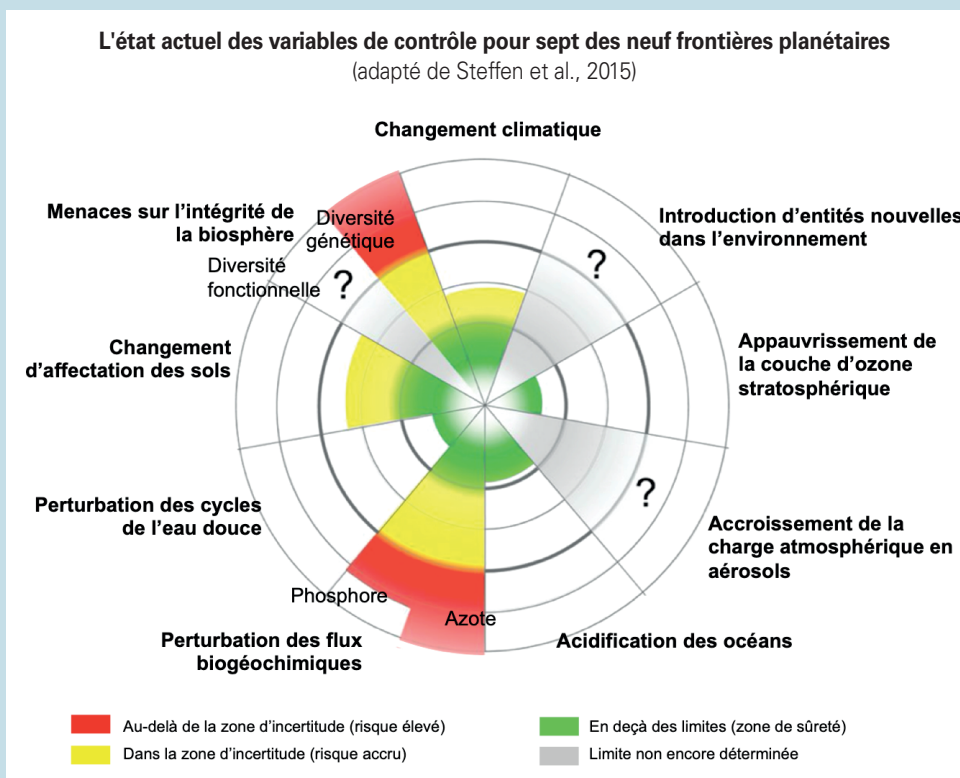 L'état actuel des variables de contrôle pour sept des neuf frontières planétaires
(adapté de Steffen et al., 2015)
Changement climatique
Menaces sur l'intégrité de
la biosphère
Diversité
génétique
Diversité
fonctionnelle
?
Introduction d'entités nouvelles
dans l'environnement
?
Changement
d'affectation des sols
Appauvrissement de
la couche d'ozone
stratosphérique
?
Perturbation des cycles
de l'eau douce
Accroissement de la
charge atmosphérique en
aérosols
Phosphore
Azote
Perturbation des flux
biogéochimiques
Acidification des océans
Au-delà de la zone d'incertitude (risque élevé)
En deçà des limites (zone de sûreté)
Dans la zone d'incertitude (risque accru)
Limite non encore déterminée